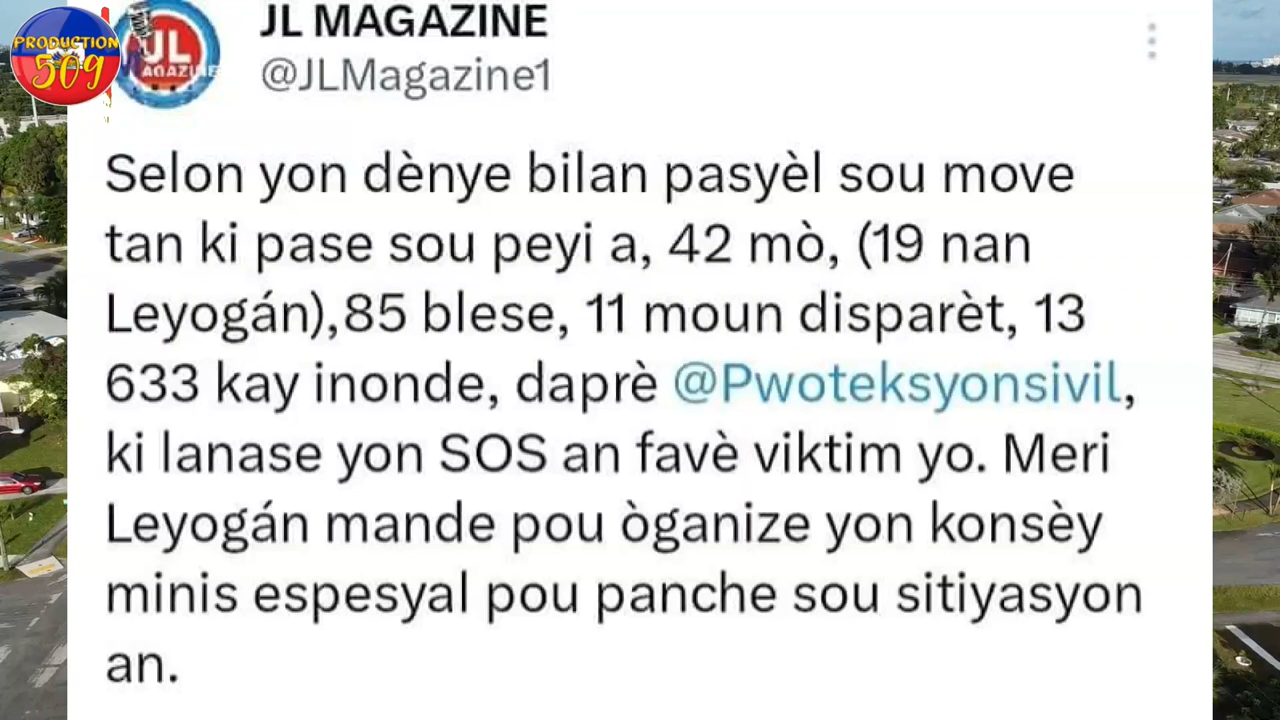 PRODUCTION
509
JL
MAGAZINE
JL MAGAZINE
@JLMagazine1
Selon yon dènye bilan pasyèl sou move
tan ki pase sou peyi a, 42 mò, (19 nan
Leyogán),85 blese, 11 moun disparèt, 13
633 kay inonde, daprè @Pwoteksyonsivil,
ki lanase yon SOS an favè viktim yo. Meri
Leyogán mande pou òganize yon konsèy
minis espesyal pou panche sou sitiyasyon
an.